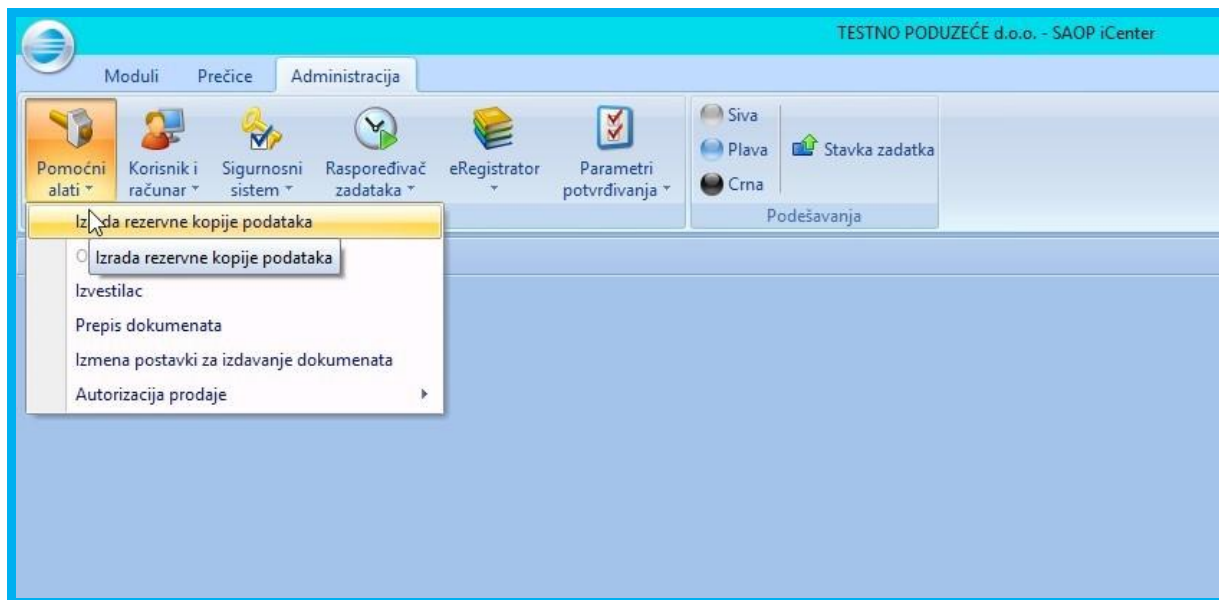 TESTNO PODUZEĆE d.o.o. - SAOP iCenter
Moduli Prečice Administracija
Pomoćni alati
Korisnik i računar
Sigurnosni sistem
Raspoređivač zadataka
eRegistrator
Parametri potvrđivanja
Siva
Plava
Crna
Stavka zadatka
Podešavanja
Izrada rezervne kopije podataka
Izrada rezervne kopije podataka
Izvestilac
Prepis dokumenata
Izmena postavki za izdavanje dokumenata
Autorizacija prodaje